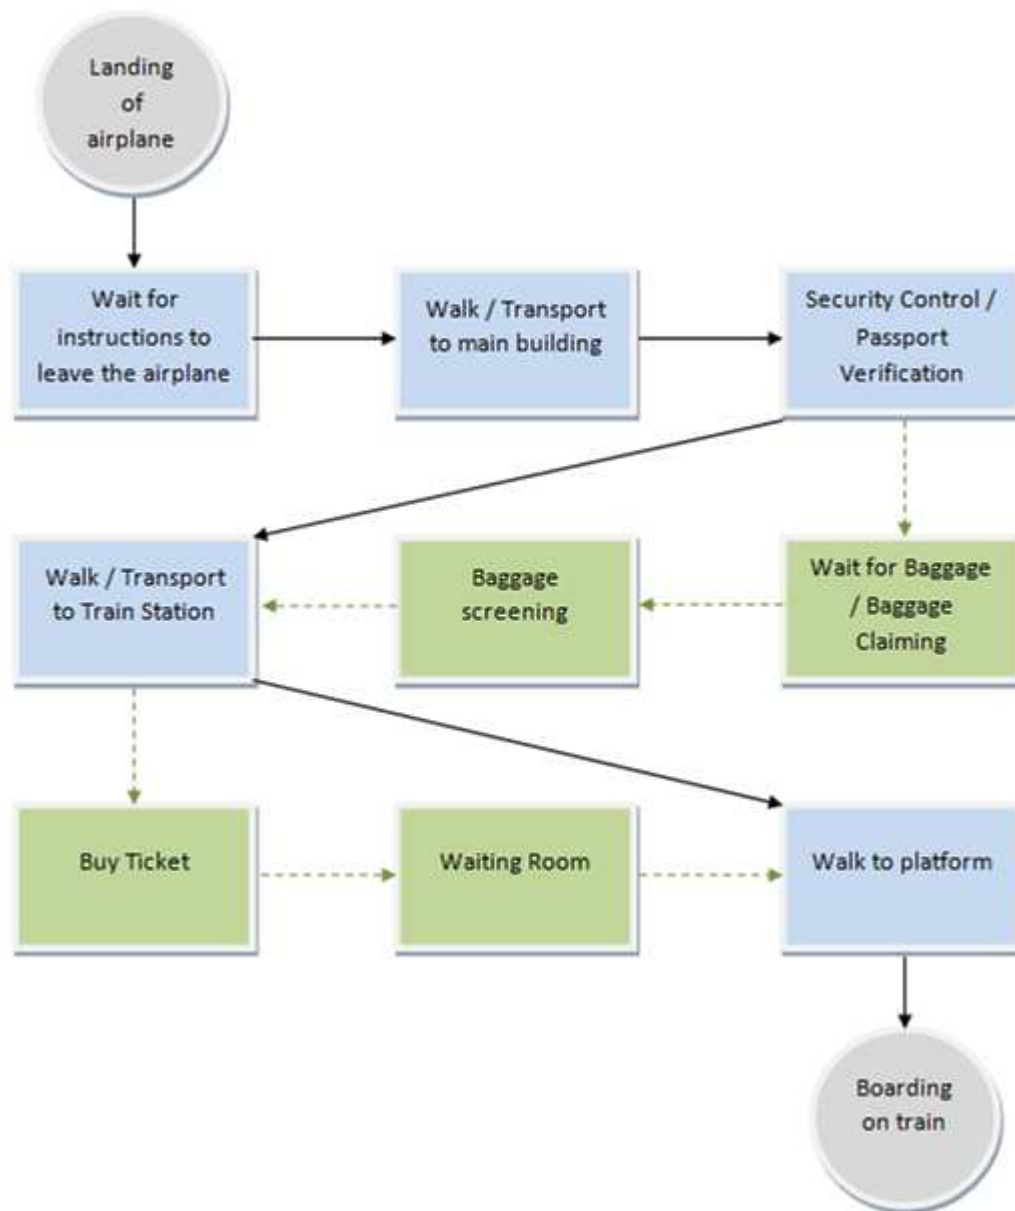 Landing
of
airplane
Wait for
instructions to
leave the airplane
Walk / Transport
to main building
Security Control /
Passport
Verification
Walk / Transport
to Train Station
Baggage
screening
Wait for Baggage
/ Baggage
Claiming
Buy Ticket
Waiting Room
Walk to platform
Boarding
on train